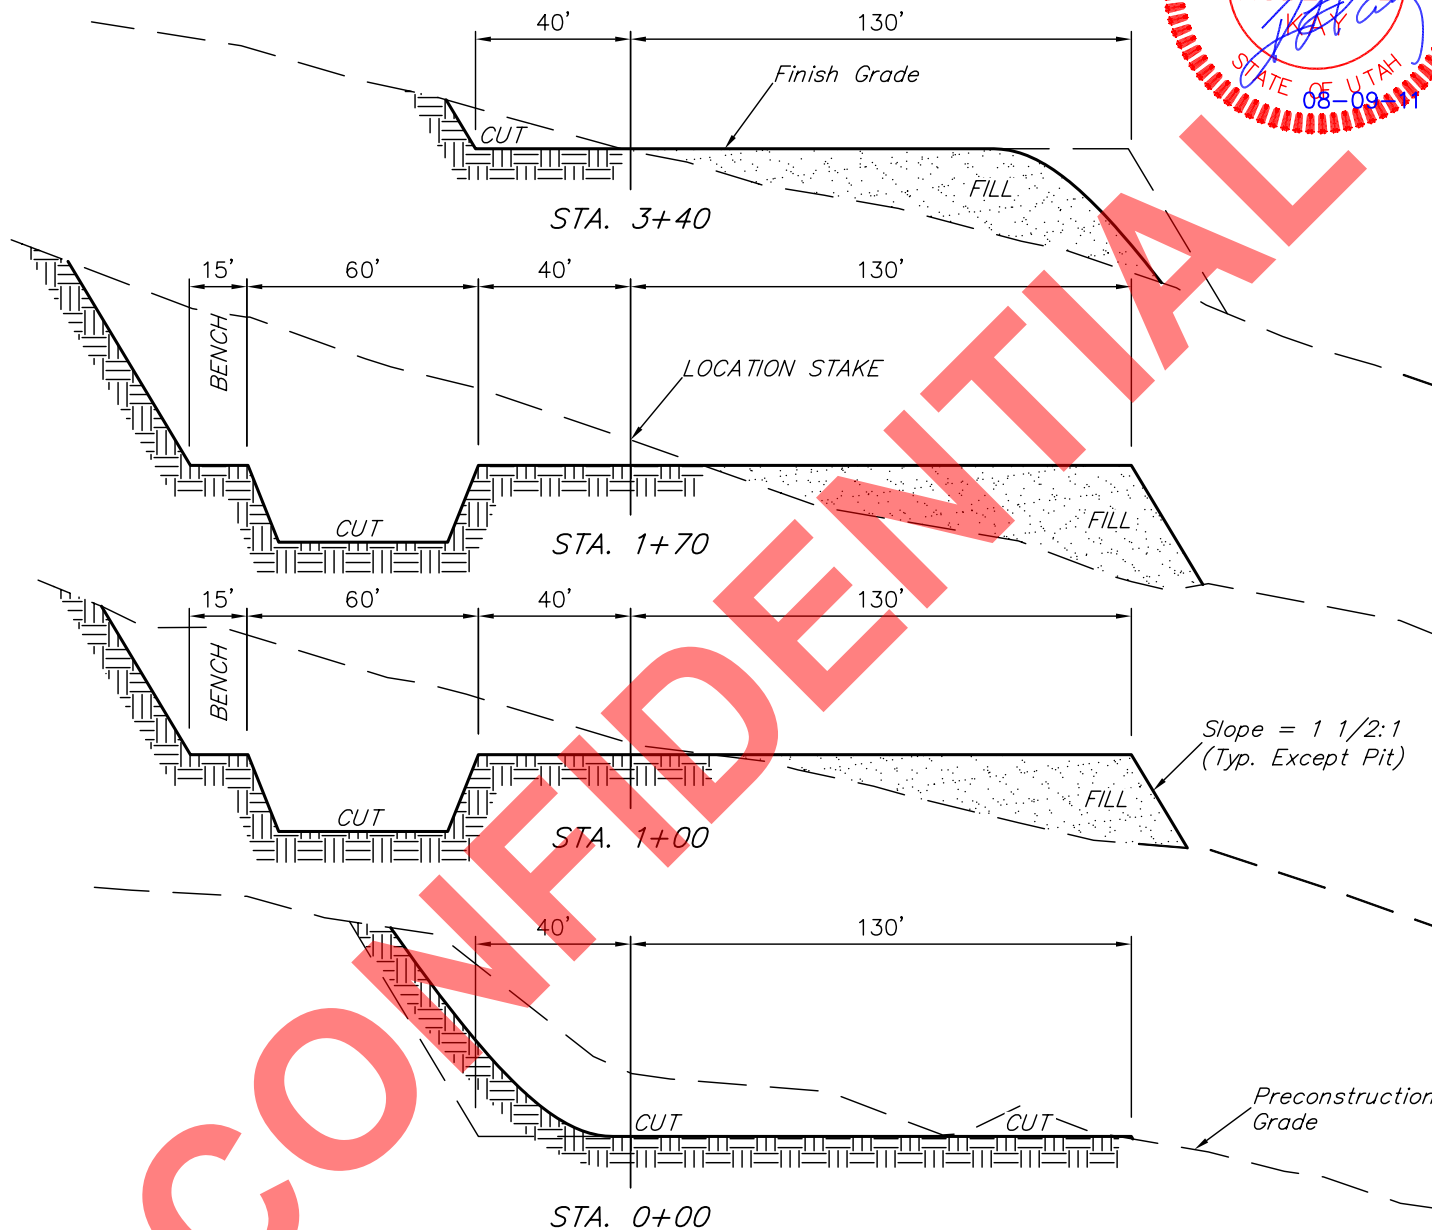 40' 130'
KAY
STATE OF UTAH
08-09-11
Finish Grade
CUT
FILL
STA. 3+40
15' 60' 40' 130'
BENCH
LOCATION STAKE
CUT
FILL
STA. 1+70
15' 60' 40' 130'
BENCH
Slope = 1 1/2:1
(Typ. Except Pit)
CUT
FILL
STA. 1+00
40' 130'
CUT
CUT
Preconstruction
Grade
STA. 0+00
CONFIDENTIAL